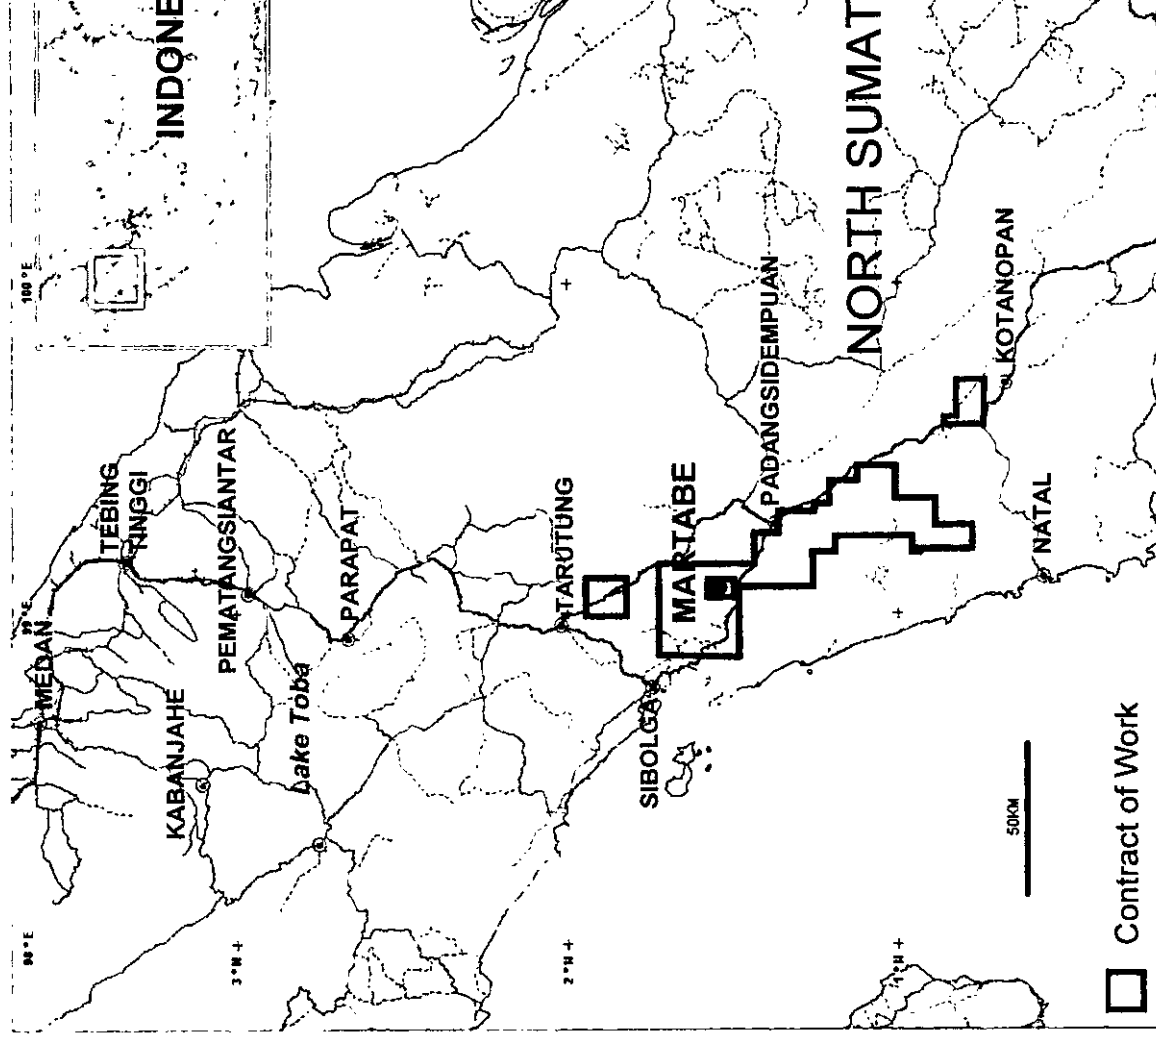 98°E
99°E
100°E
MEDAN
TEBING
TINGGI
INDONE
KABANJAHE
PEMATANGSIANTAR
3°N
Lake Toba
PARAPAT
TARUTUNG
2°N
SIBOLGA
MARTABE
PADANGSIDEMPUAN
NORTH SUMAT
1°N
KOTANOPAN
50KM
NATAL
Contract of Work